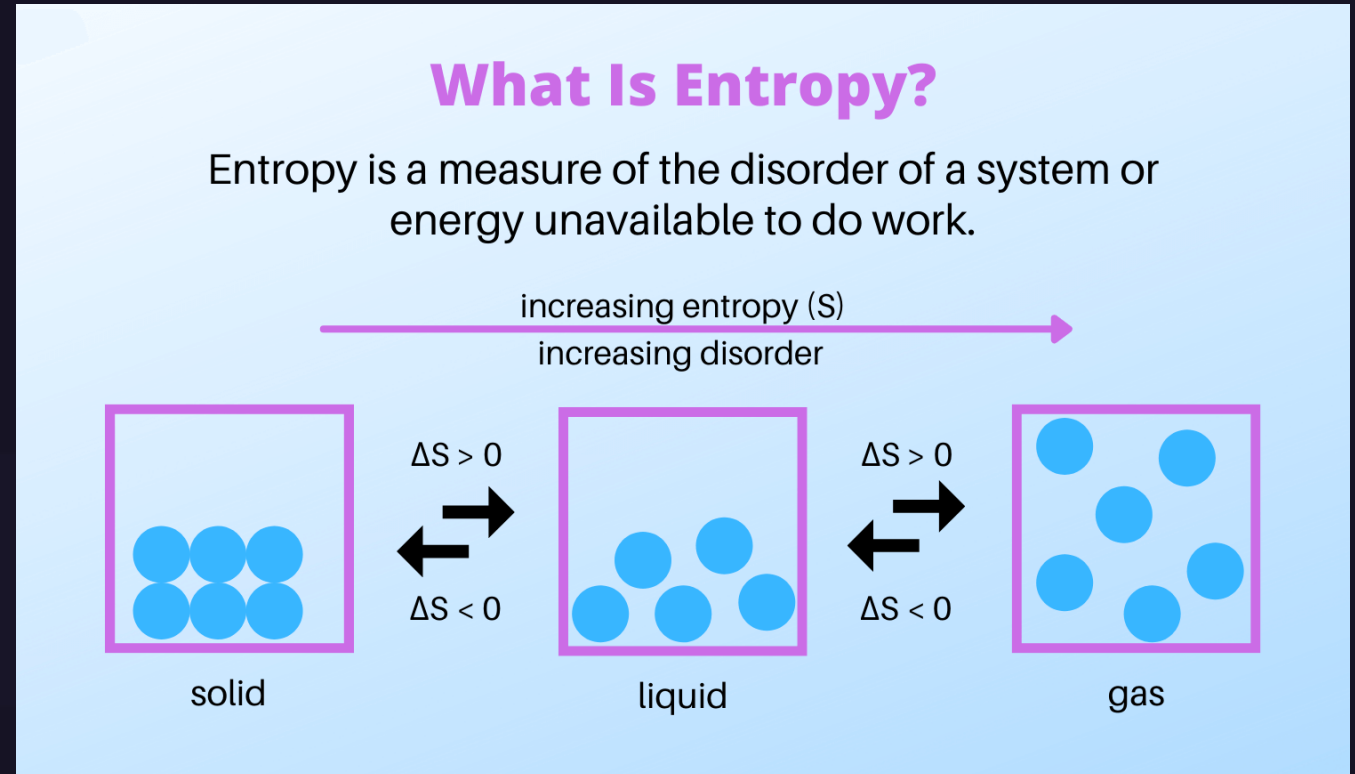 What Is Entropy?
Entropy is a measure of the disorder of a system or
energy unavailable to do work.
increasing entropy (S)
increasing disorder
ΔS > 0
ΔS > 0
ΔS < 0
ΔS < 0
solid
liquid
gas